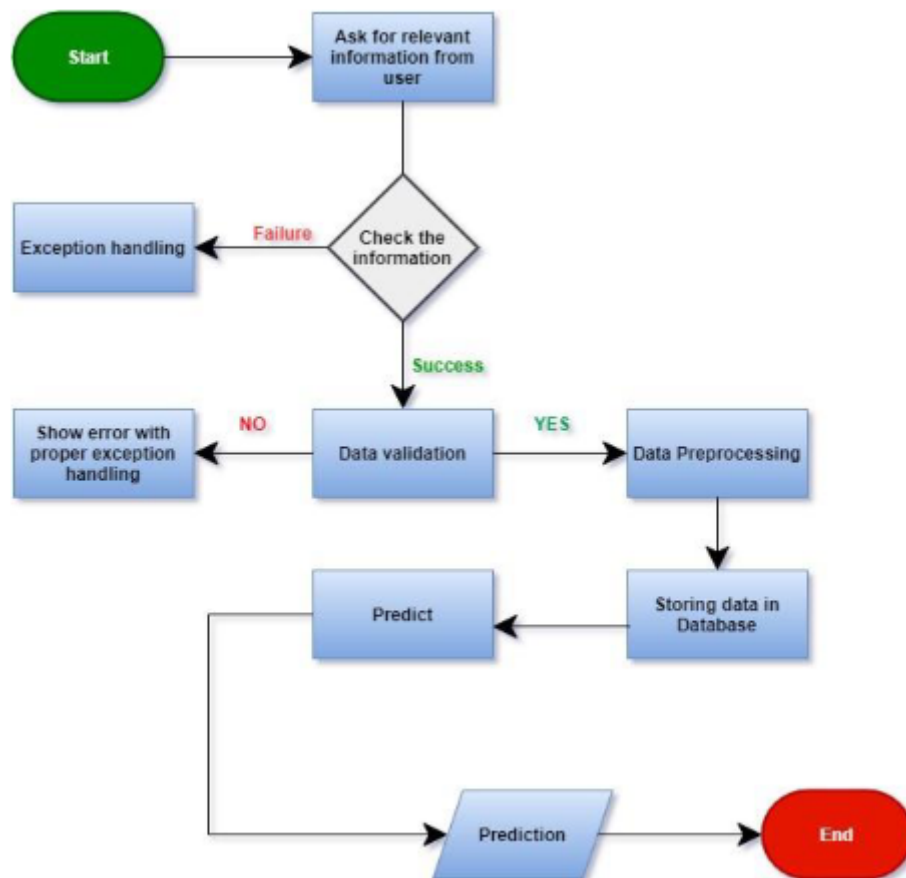 Start
Ask for relevant
information from
user
Failure
Exception handling
Check the
information
Success
Show error with
proper exception
handling
NO
Data validation
YES
Data Preprocessing
Predict
Storing data in
Database
Prediction
End